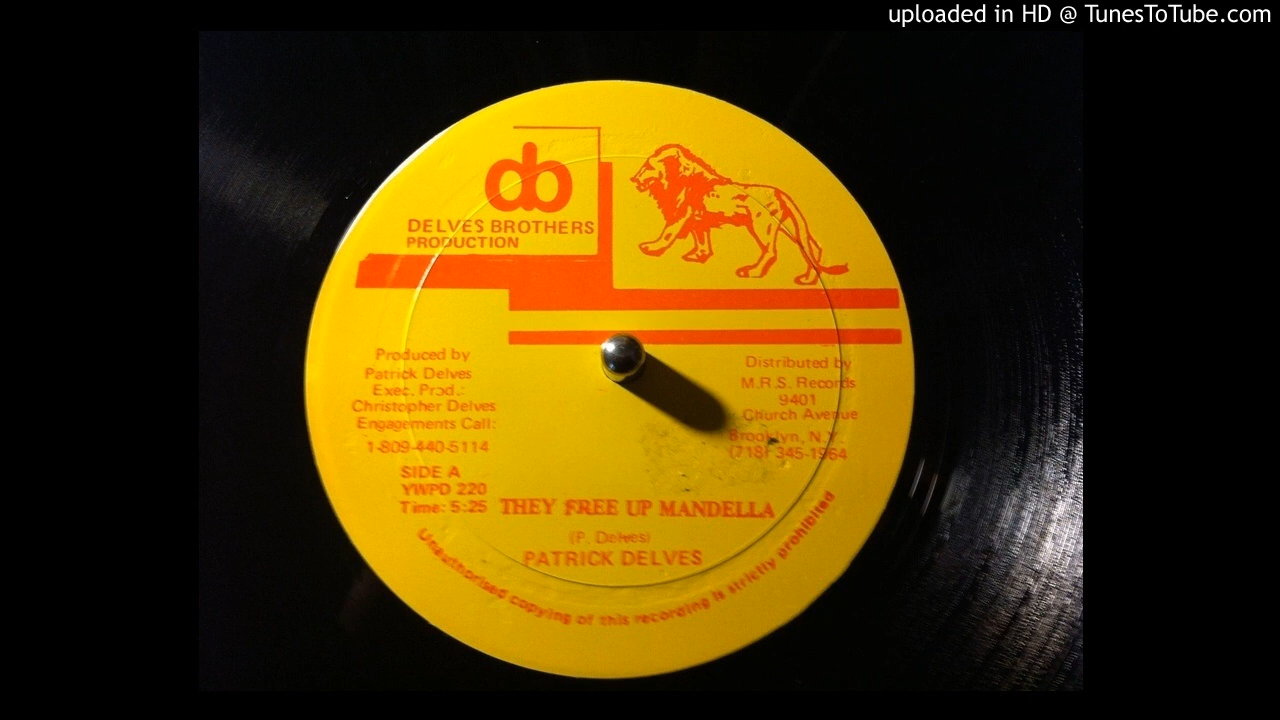 uploaded in HD @ TunesToTube.com
db
DELVES BROTHERS
PRODUCTION
Produced by
Patrick Delves
Exec. Prod.:
Christopher Delves
Engagements Call:
1-809-440-5114
SIDE A
YWPD 220
Time: 5:25
Distributed by
M.R.S. Records
9401
Church Avenue
Brooklyn, N.Y.
(718) 345-1964
THEY FREE UP MANDELLA
(P. Delves)
PATRICK DELVES
Unauthorised copying of this recording is strictly prohibited